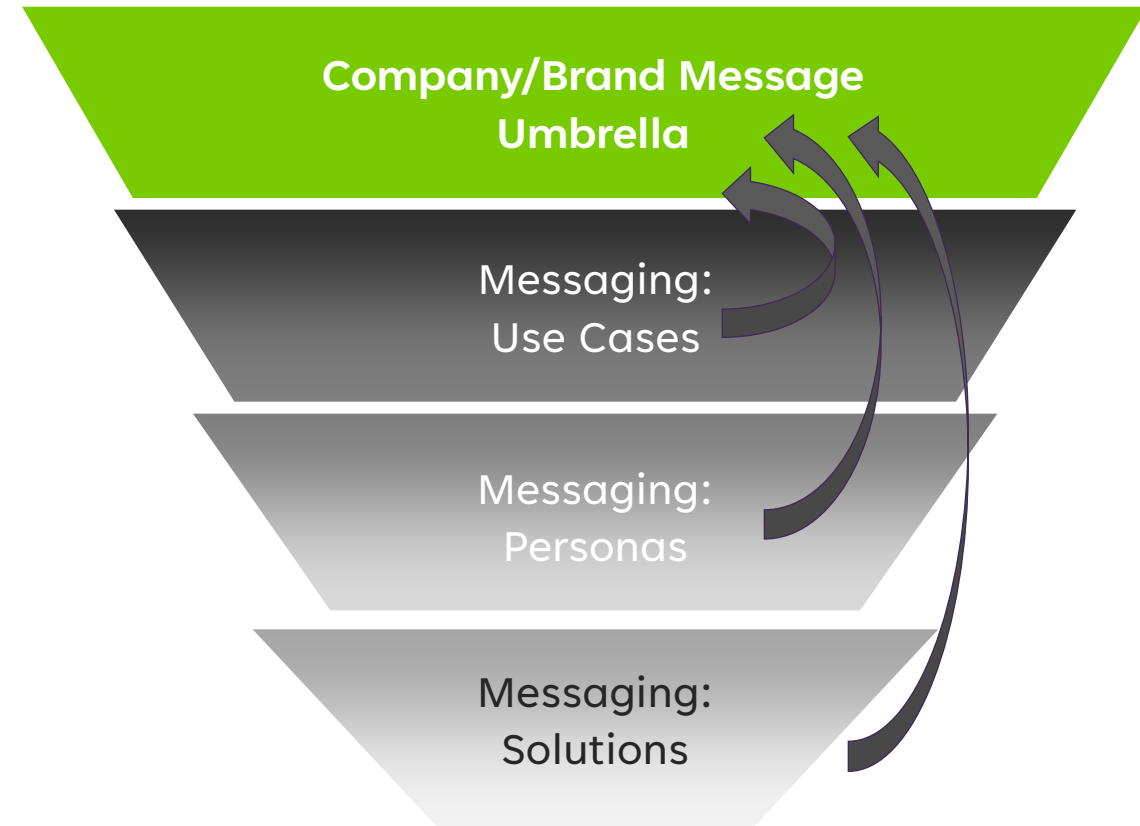 Company/Brand Message
Umbrella
Messaging:
Use Cases
Messaging:
Personas
Messaging:
Solutions